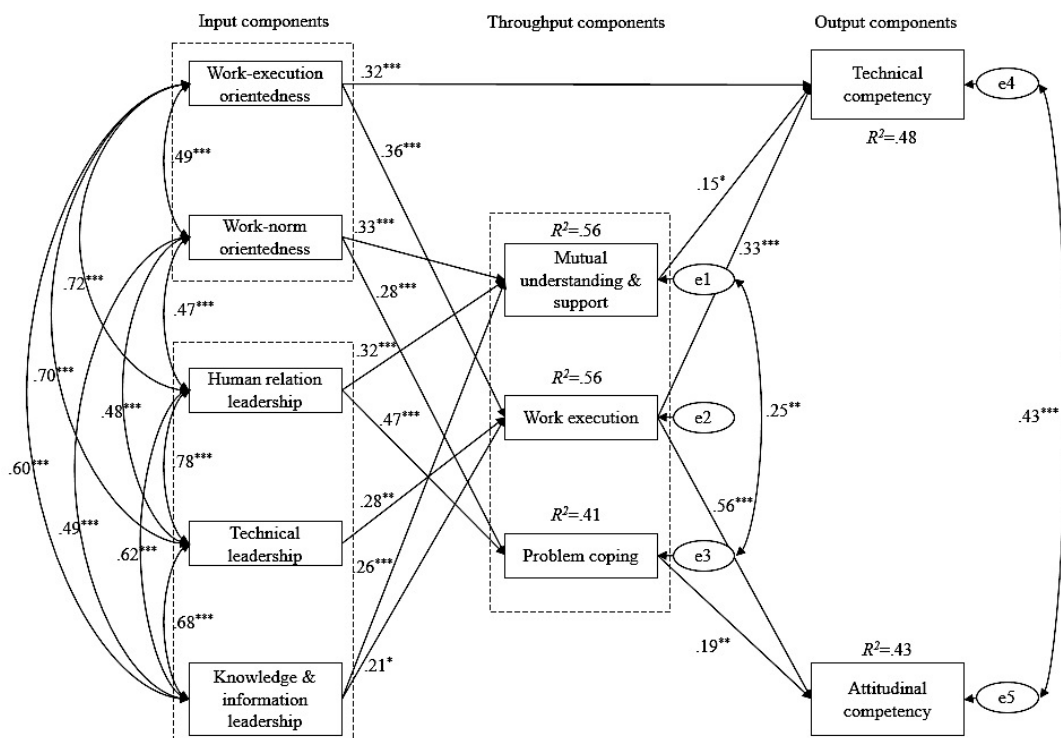 Input components
Throughput components
Output components
Work-execution
orientedness
.32***
Technical
competency
e4
R²=.48
.49***
.36***
.15*
Work-norm
orientedness
.33***
R²=.56
Mutual
understanding &
support
e1
.33***
.72***
.47***
.28***
.32***
Human relation
leadership
R²=.56
Work execution
e2
.70***
.48***
.47***
.25**
.43***
.60***
.78***
.28**
.56***
R²=.41
Problem coping
e3
Technical
leadership
.49***
.62***
.26***
.68***
.19**
.21*
R²=.43
Knowledge &
information
leadership
Attitudinal
competency
e5